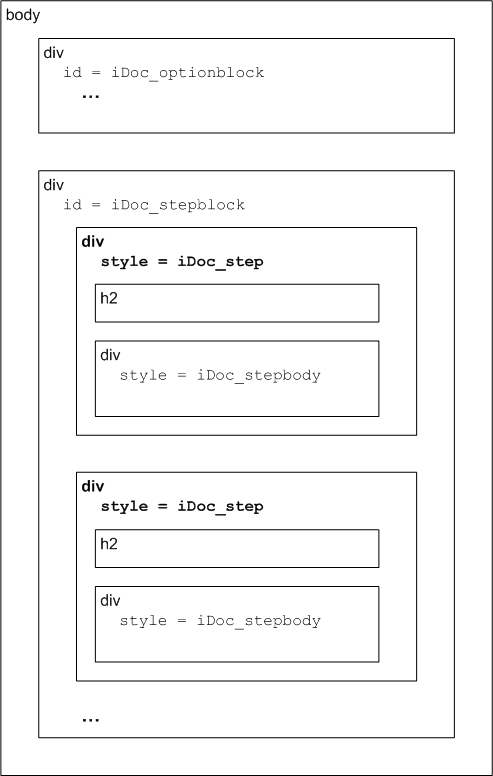 body
div
id = iDoc_optionblock
...
div
id = iDoc_stepblock
div
style = iDoc_step
h2
div
style = iDoc_stepbody
div
style = iDoc_step
h2
div
style = iDoc_stepbody
...